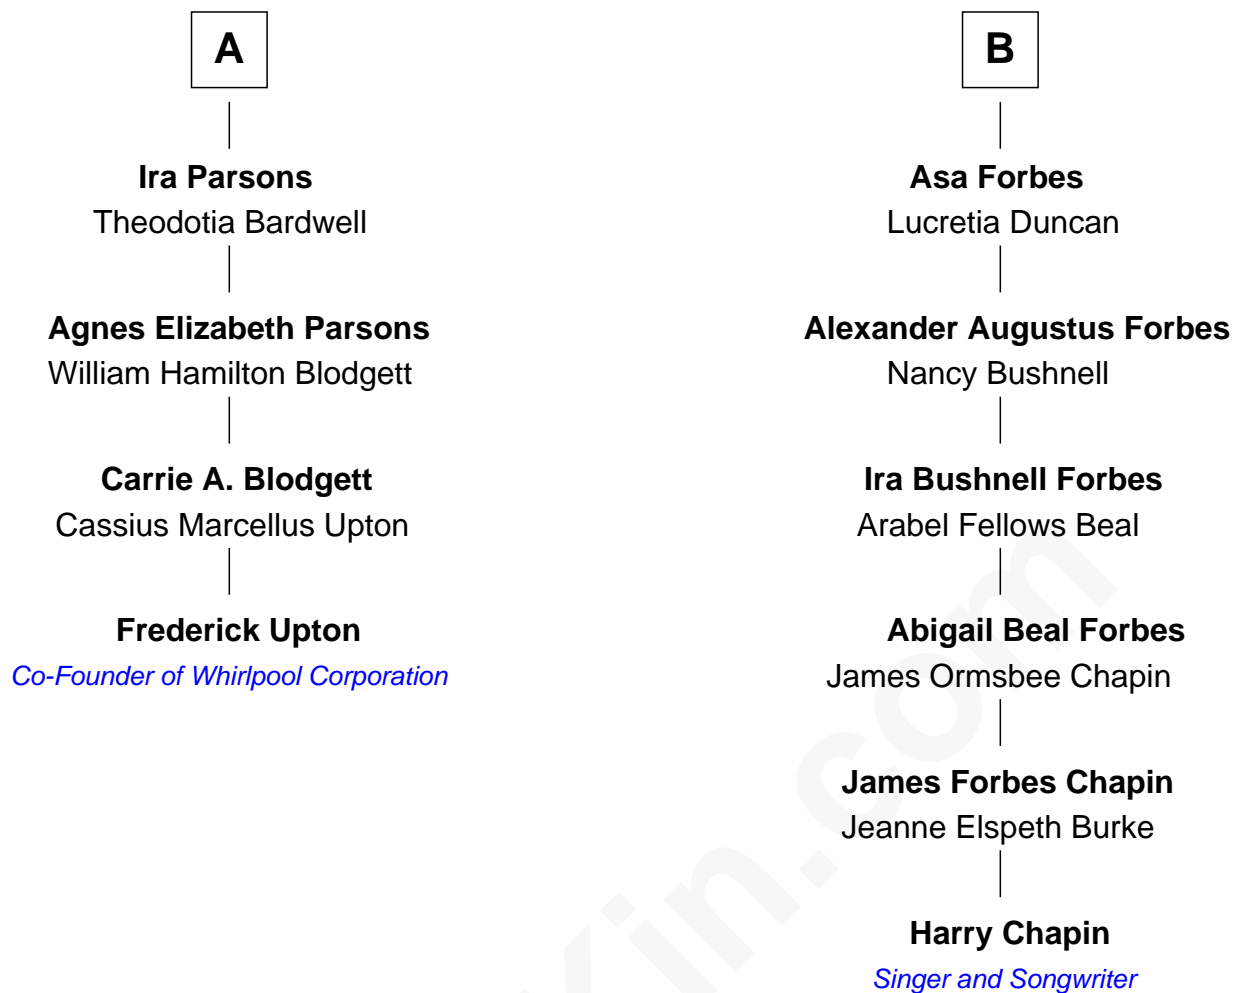 A
Ira Parsons
Theodotia Bardwell
Agnes Elizabeth Parsons
William Hamilton Blodgett
Carrie A. Blodgett
Cassius Marcellus Upton
Frederick Upton
Co-Founder of Whirlpool Corporation
B
Asa Forbes
Lucretia Duncan
Alexander Augustus Forbes
Nancy Bushnell
Ira Bushnell Forbes
Arabel Fellows Beal
Abigail Beal Forbes
James Ormsbee Chapin
James Forbes Chapin
Jeanne Elspeth Burke
Harry Chapin
Singer and Songwriter
Kin.com